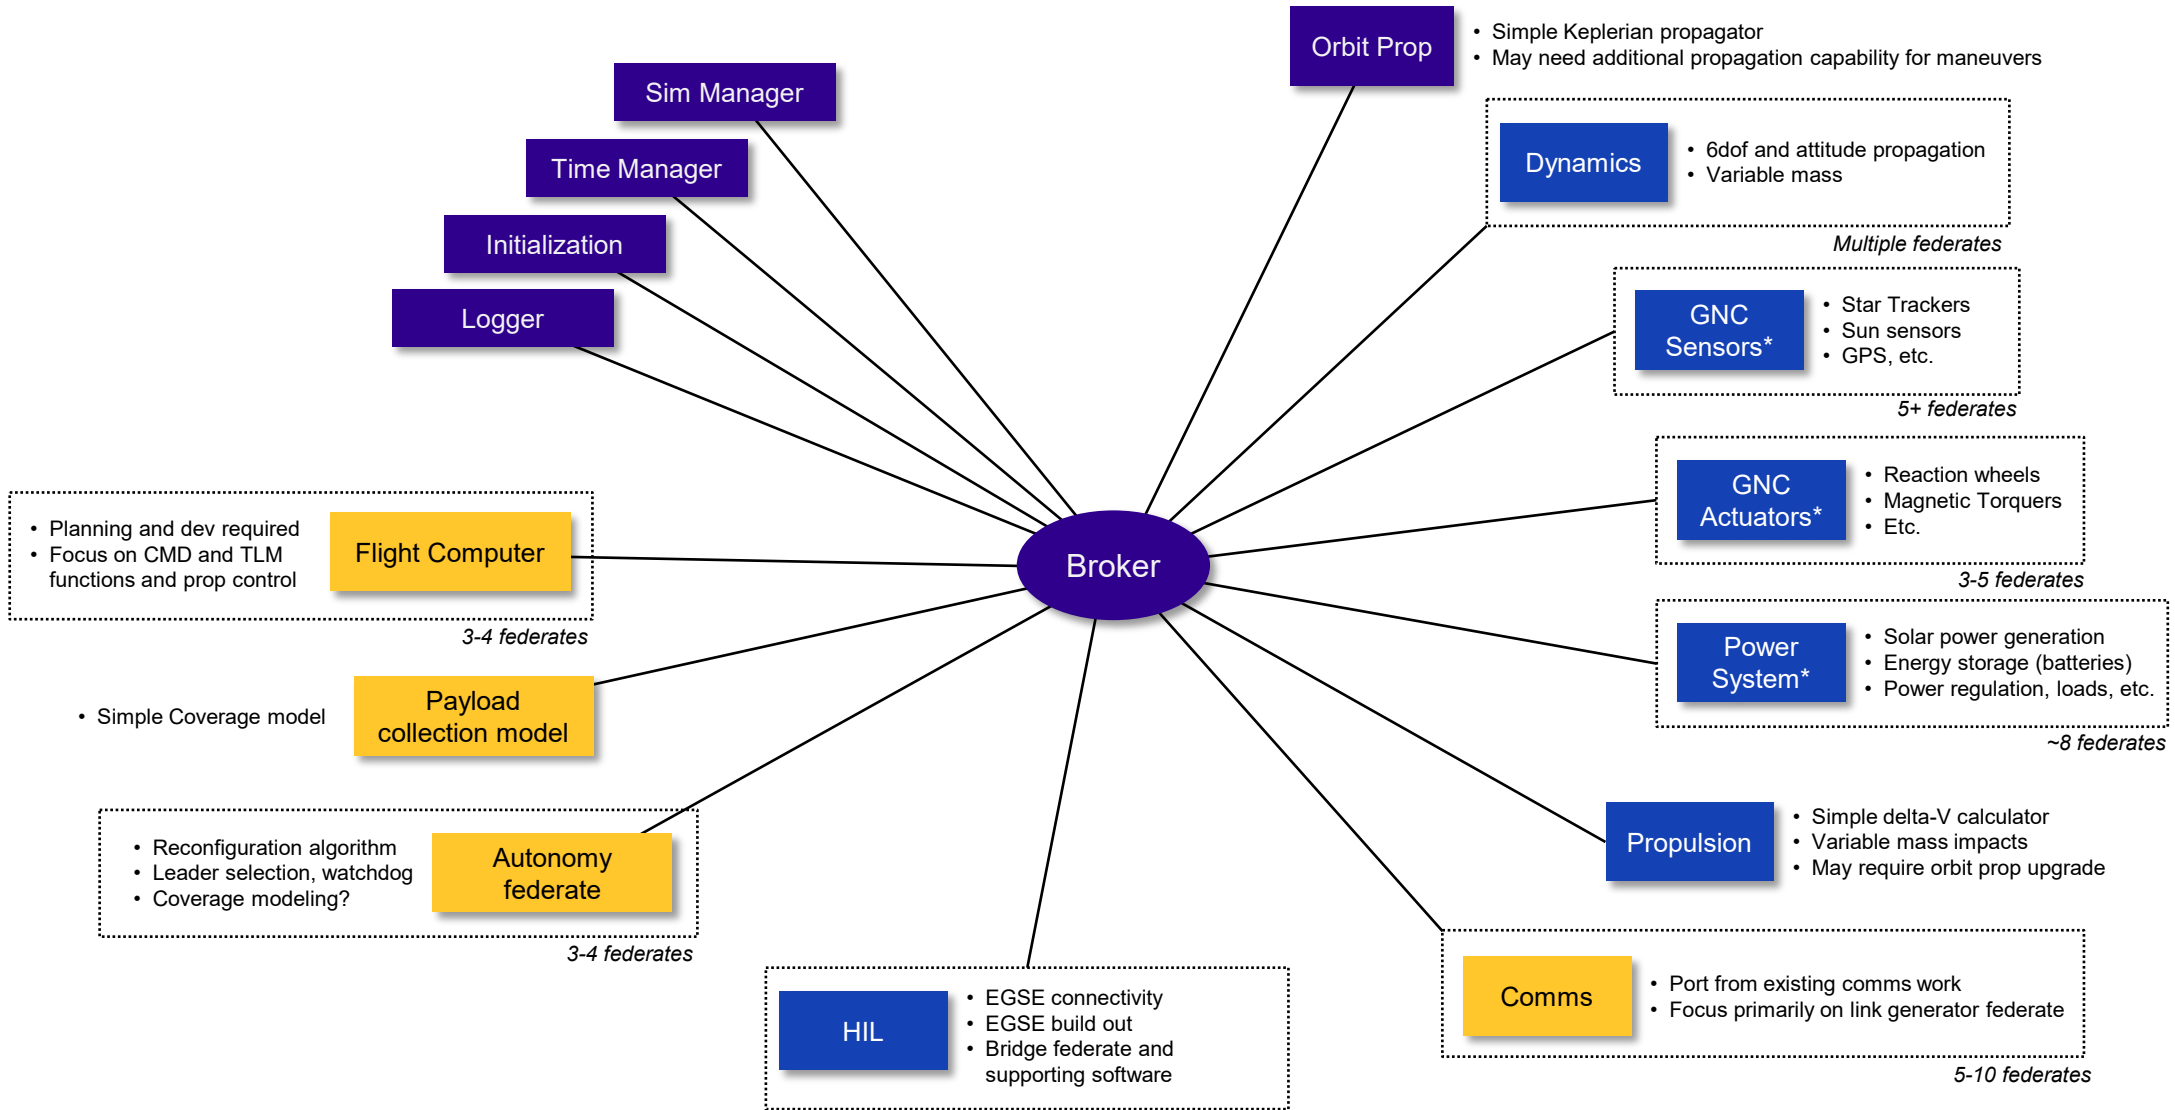 Orbit Prop
• Simple Keplerian propagator
• May need additional propagation capability for maneuvers
Sim Manager
Time Manager
Initialization
Logger
Dynamics
• 6dof and attitude propagation
• Variable mass
Multiple federates
GNC
Sensors*
• Star Trackers
• Sun sensors
• GPS, etc.
5+ federates
GNC
Actuators*
• Reaction wheels
• Magnetic Torquers
• Etc.
3-5 federates
Broker
• Planning and dev required
• Focus on CMD and TLM
functions and prop control
Flight Computer
3-4 federates
Power
System*
• Solar power generation
• Energy storage (batteries)
• Power regulation, loads, etc.
~8 federates
• Simple Coverage model
Payload
collection model
Propulsion
• Simple delta-V calculator
• Variable mass impacts
• May require orbit prop upgrade
• Reconfiguration algorithm
• Leader selection, watchdog
• Coverage modeling?
Autonomy
federate
3-4 federates
HIL
• EGSE connectivity
• EGSE build out
• Bridge federate and
supporting software
Comms
• Port from existing comms work
• Focus primarily on link generator federate
5-10 federates